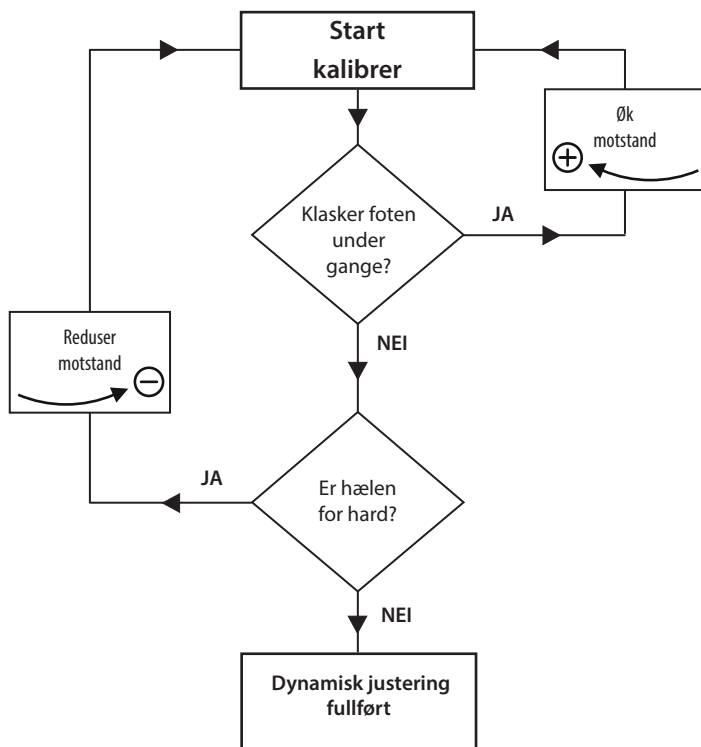 Start
kalibrer
Øk
motstand
Klasker foten
under
gange?
JA
Reduser
motstand
NEI
JA
Er hælen
for hard?
NEI
Dynamisk justering
fullført